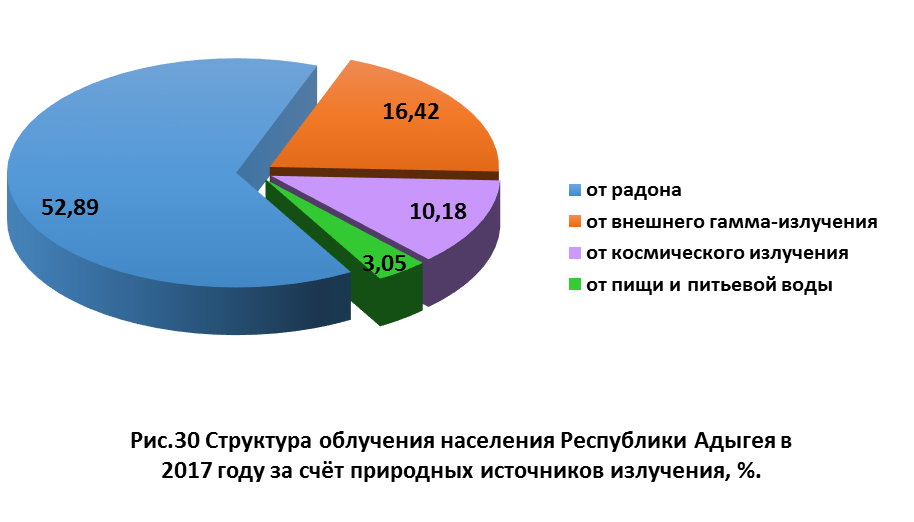 16,42
52,89
10,18
3,05
от радона
от внешнего гамма-излучения
от космического излучения
от пищи и питьевой воды
Рис.30 Структура облучения населения Республики Адыгея в
2017 году за счёт природных источников излучения, %.